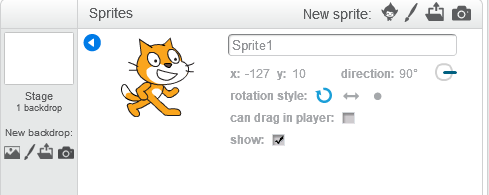 Sprites
New sprite:
Sprite1
x: -127 y: 10 direction: 90°
rotation style:
can drag in player:
show:
Stage
1 backdrop
New backdrop: